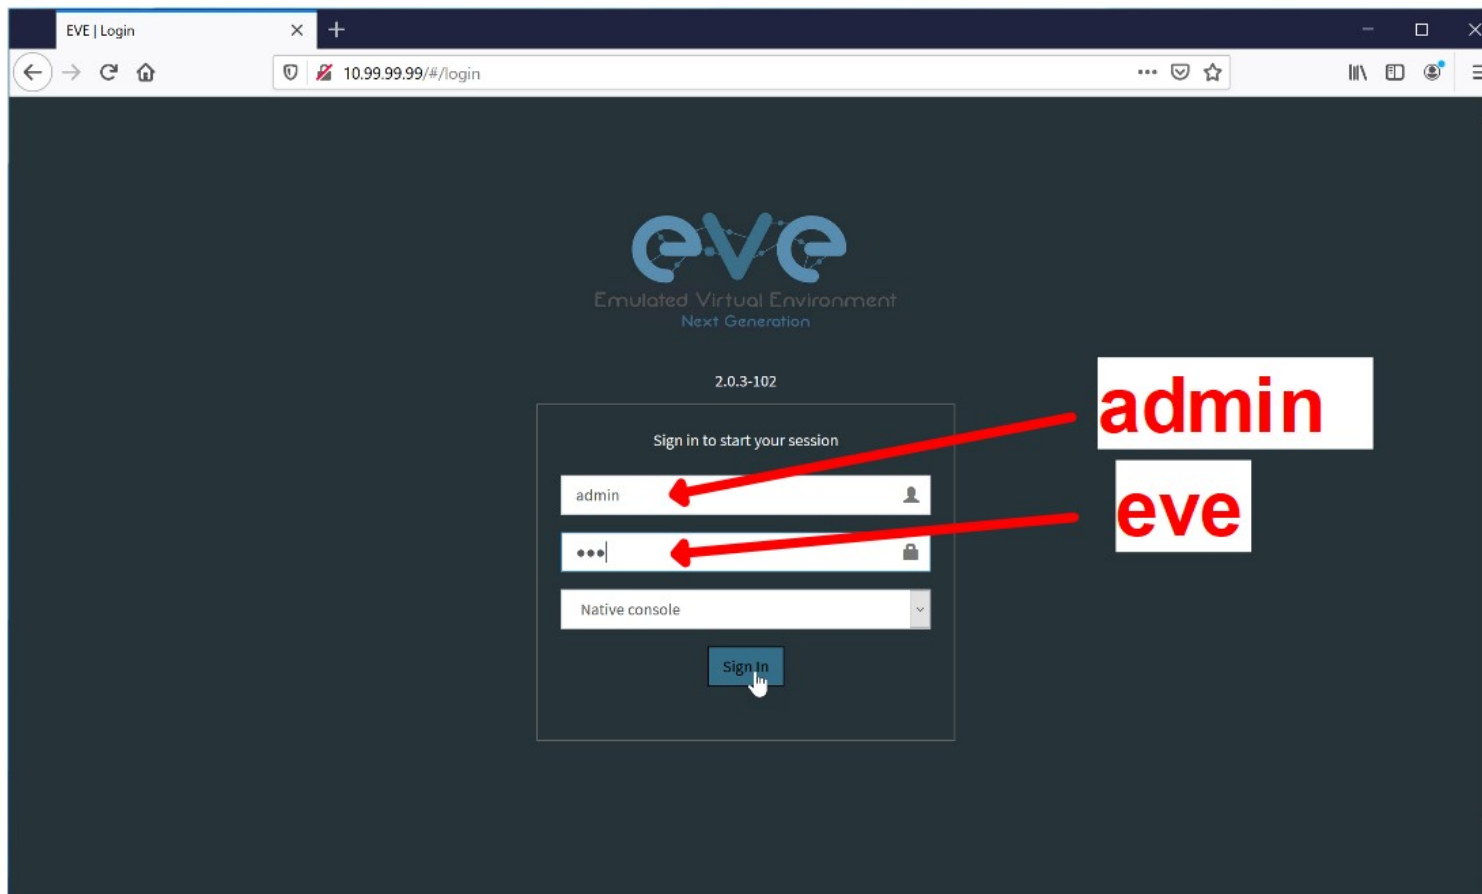 EVE | Login
10.99.99.99/#/login
eve
Emulated Virtual Environment
Next Generation
2.0.3-102
Sign in to start your session
admin
admin
eve
Native console
Sign In